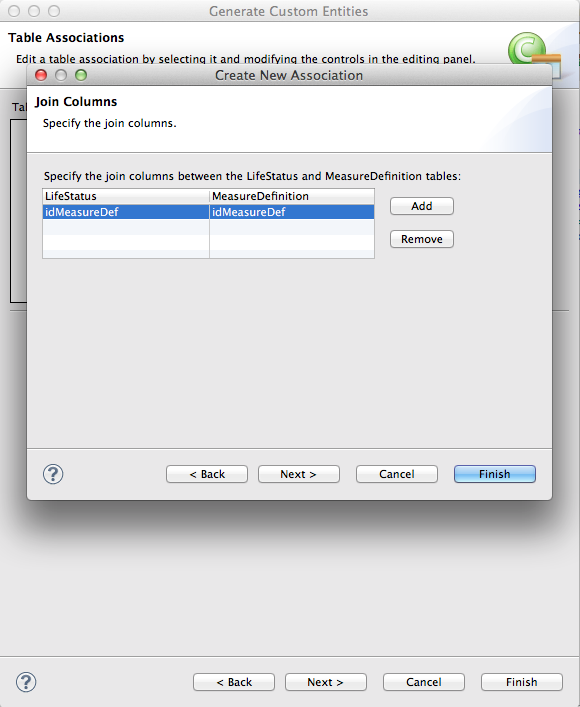 Generate Custom Entities
Table Associations
Edit a table association by selecting it and modifying the controls in the editing panel.
Create New Association
Join Columns
Specify the join columns.
Specify the join columns between the LifeStatus and MeasureDefinition tables:
LifeStatus MeasureDefinition
idMeasureDef idMeasureDef
Add
Remove
? < Back Next > Cancel Finish
? < Back Next > Cancel Finish